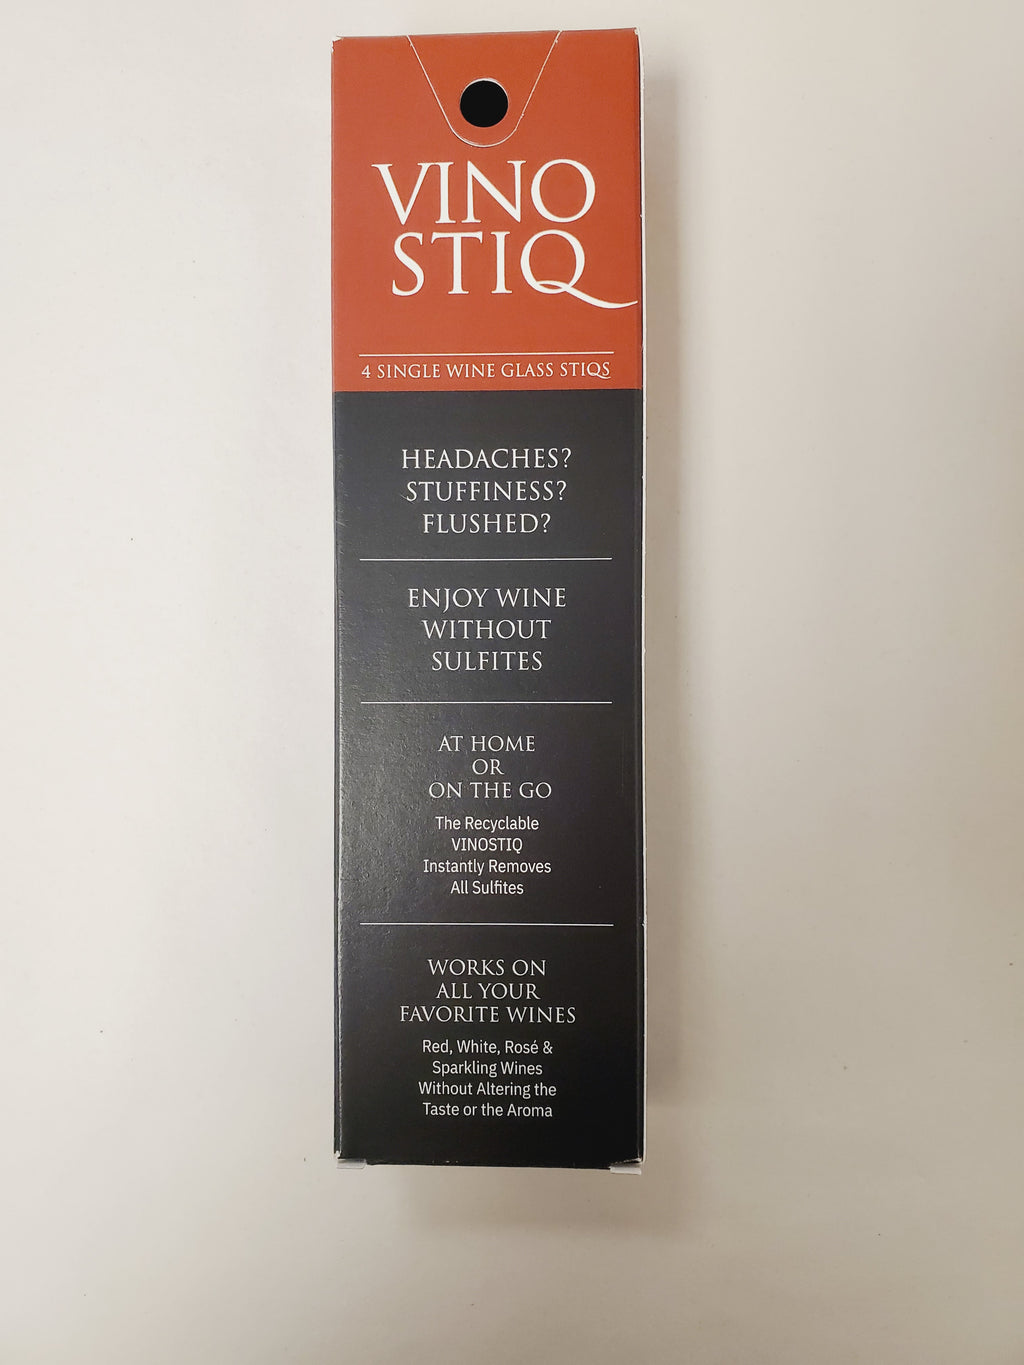 VINO
STIQ
4 SINGLE WINE GLASS STIQS
HEADACHES?
STUFFINESS?
FLUSHED?
ENJOY WINE
WITHOUT
SULFITES
AT HOME
OR
ON THE GO
The Recyclable
VINOSTIQ
Instantly Removes
All Sulfites
WORKS ON
ALL YOUR
FAVORITE WINES
Red, White, Rosé &
Sparkling Wines
Without Altering the
Taste or the Aroma